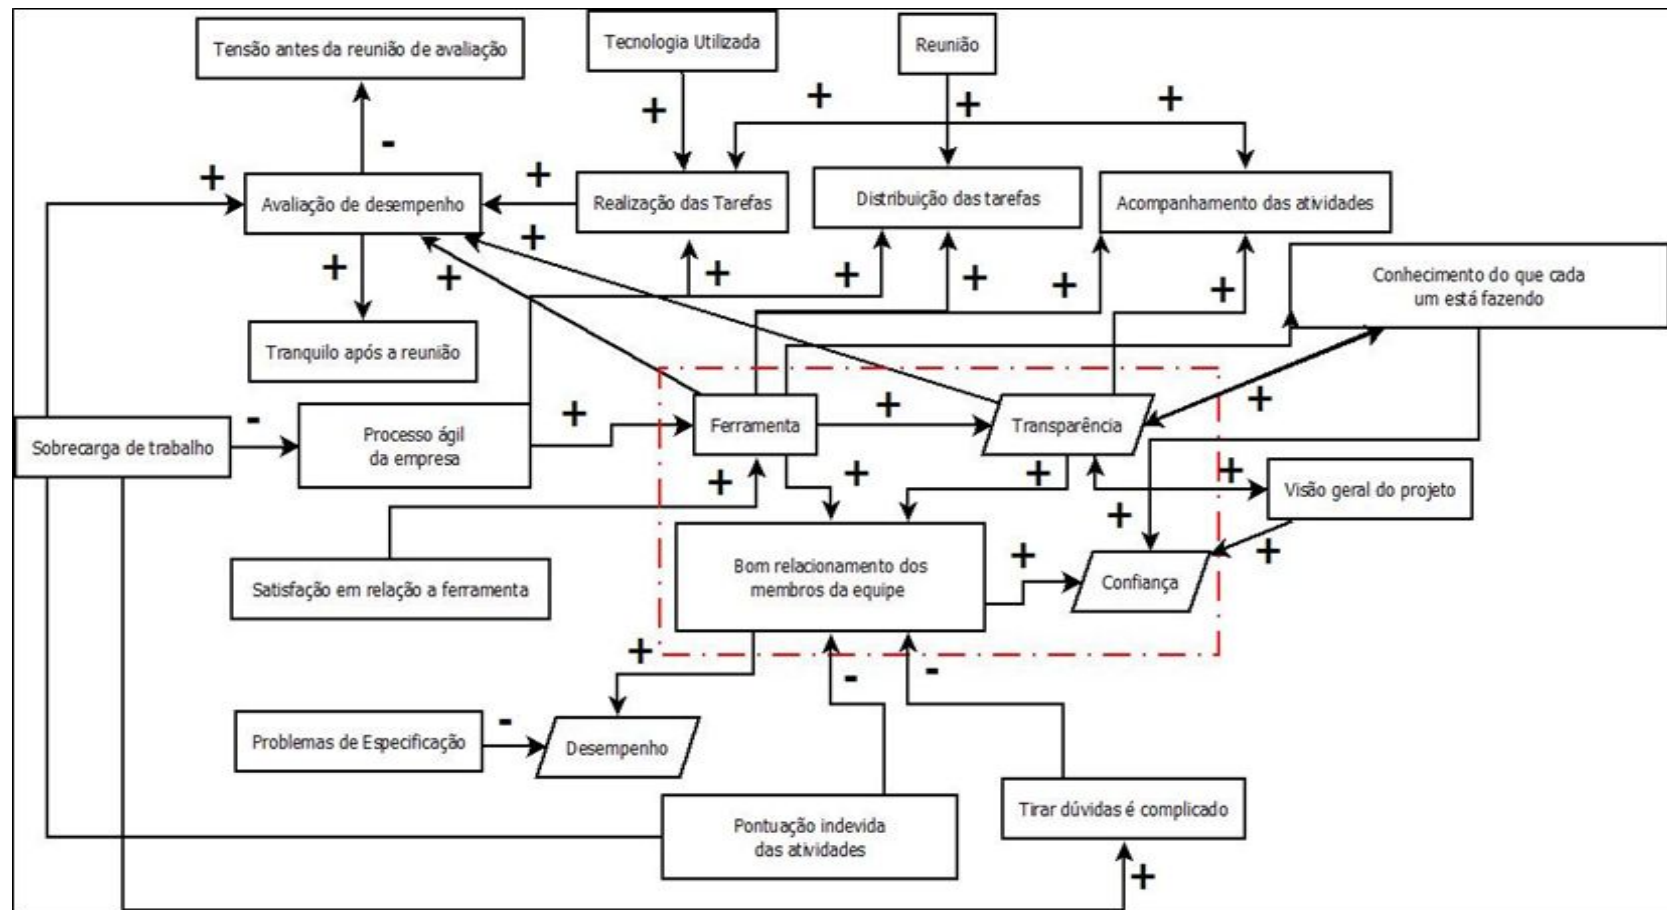 Tensão antes da reunião de avaliação
Tecnologia Utilizada
Reunião
+
+
+
+
-
+
+
Avaliação de desempenho
Realização das Tarefas
Distribuição das tarefas
Acompanhamento das atividades
+
+
+
+
+
+
+
+
Conhecimento do que cada
um está fazendo
Tranquilo após a reunião
-
+
+
+
Sobrecarga de trabalho
Processo ágil
da empresa
Ferramenta
Transparência
+
+
+
+
Visão geral do projeto
+
+
+
Satisfação em relação a ferramenta
Bom relacionamento dos
membros da equipe
Confiança
+
-
-
-
Problemas de Especificação
Desempenho
Pontuação indevida
das atividades
Tirar dúvidas é complicado
+